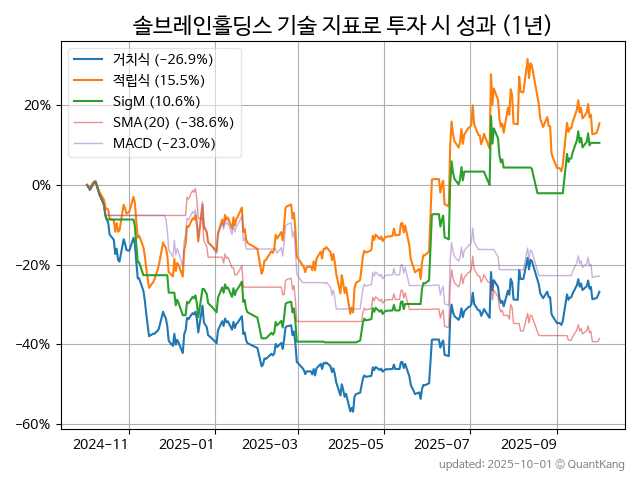 솔브레인홀딩스 기술 지표로 투자 시 성과 (1년)
거치식 (−26.9%)
적립식 (15.5%)
SigM (10.6%)
SMA(20) (−38.6%)
MACD (−23.0%)
20%
0%
−20%
−40%
−60%
2024-11 2025-01 2025-03 2025-05 2025-07 2025-09
updated: 2025-10-01 © QuantKang